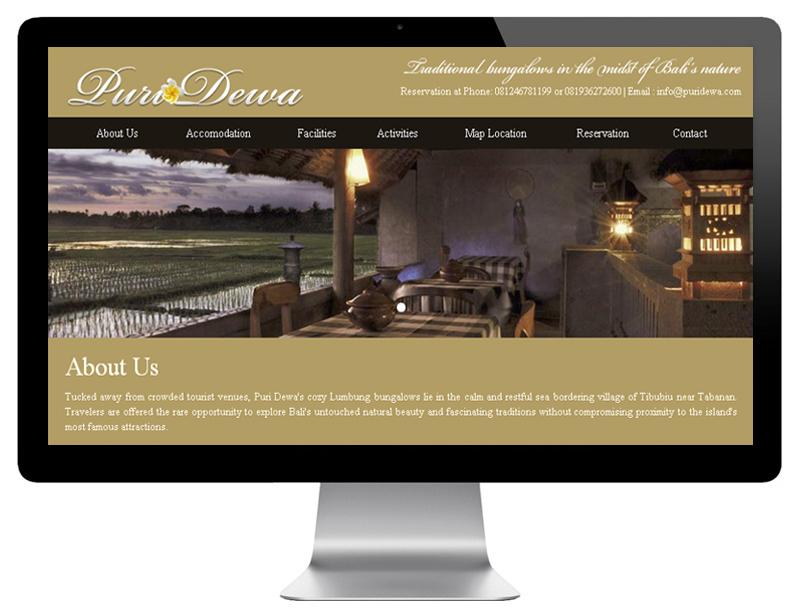 Puri Dewa
Traditional bungalows in the midst of Bali's nature
Reservation at Phone: 081246781199 or 081936272600 | Email : info@puridewa.com
About Us Accomodation Facilities Activities Map Location Reservation Contact
About Us
Tucked away from crowded tourist venues, Puri Dewa's cozy Lumbung bungalows lie in the calm and restful sea bordering village of Tibubiu near Tabanan.
Travelers are offered the rare opportunity to explore Bali's untouched natural beauty and fascinating traditions without compromising proximity to the island's
most famous attractions.